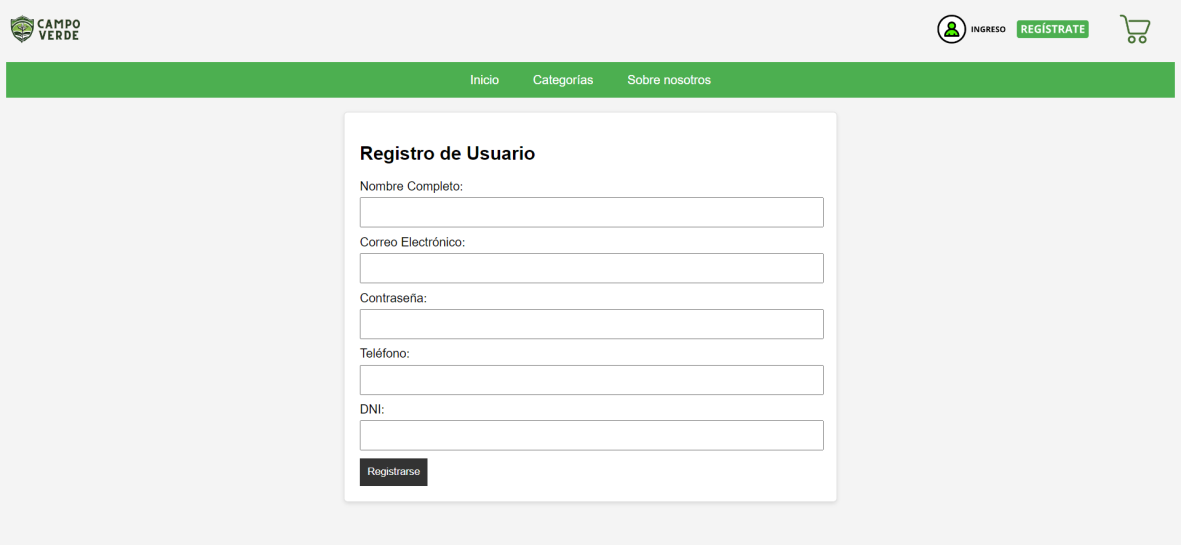 CAMPO
VERDE
INGRESO REGÍSTRATE
Inicio Categorías Sobre nosotros
Registro de Usuario
Nombre Completo:
Correo Electrónico:
Contraseña:
Teléfono:
DNI:
Registrarse